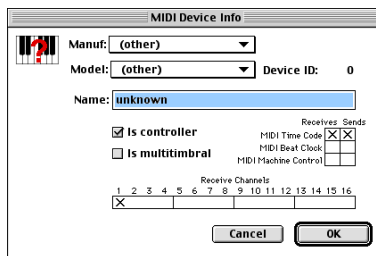 MIDI Device Info
Manuf: (other)
Model: (other) Device ID: 0
Name: unknown
Is controller
Is multitimbral
Receives Sends
MIDI Time Code X X
MIDI Beat Clock
MIDI Machine Control
Receive Channels
1 2 3 4 5 6 7 8 9 10 11 12 13 14 15 16
X
Cancel OK